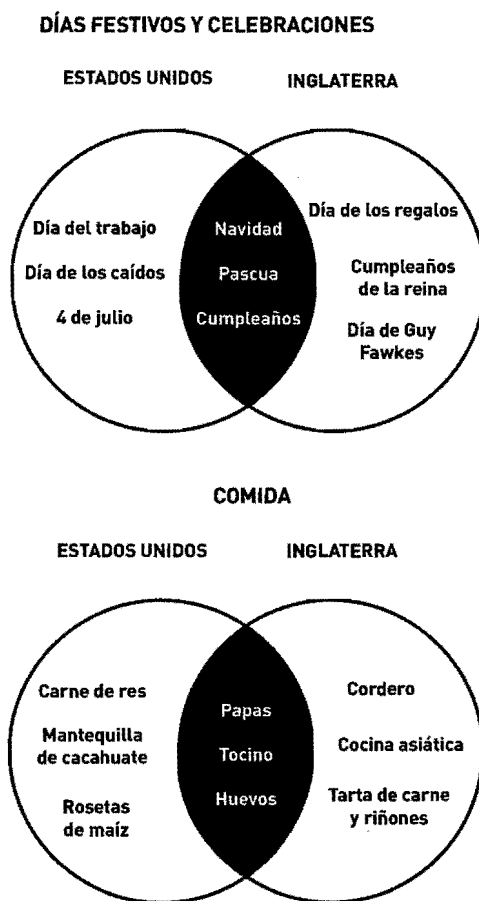 DÍAS FESTIVOS Y CELEBRACIONES
ESTADOS UNIDOS
INGLATERRA
Día del trabajo
Día de los caídos
4 de julio
Navidad
Pascua
Cumpleaños
Día de los regalos
Cumpleaños
de la reina
Día de Guy
Fawkes
COMIDA
ESTADOS UNIDOS
INGLATERRA
Carne de res
Mantequilla
de cacahuate
Rosetas
de maíz
Papas
Tocino
Huevos
Cordero
Cocina asiática
Tarta de carne
y riñones